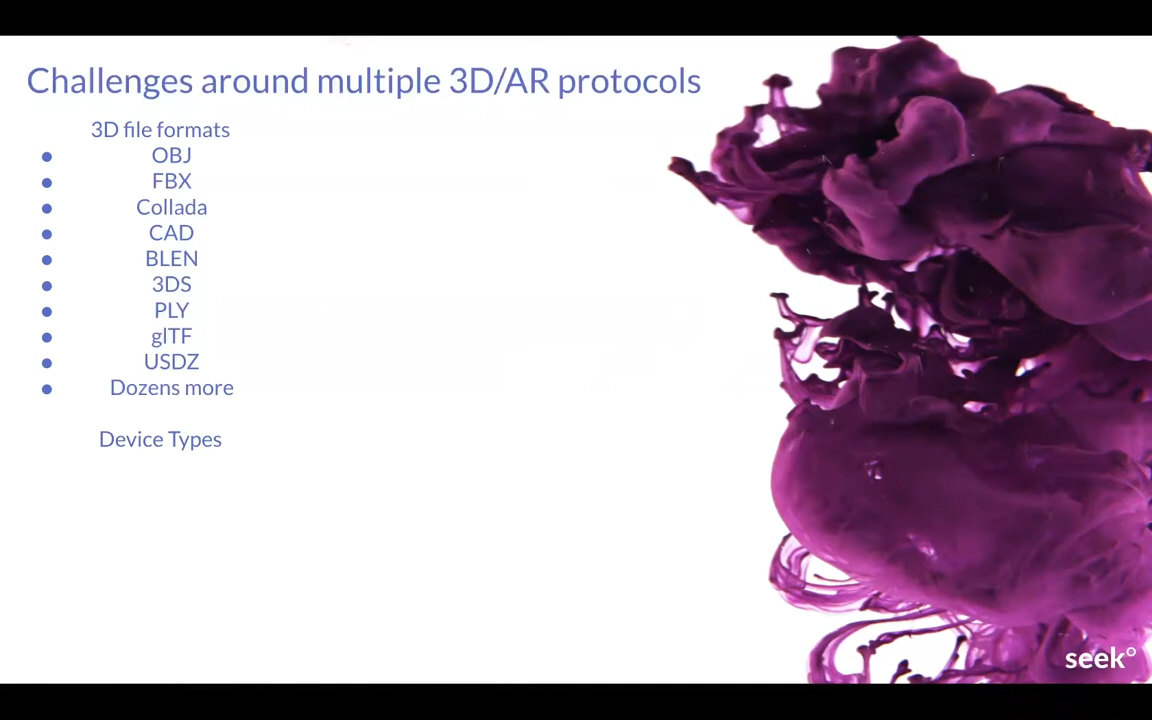 Challenges around multiple 3D/AR protocols
3D file formats
● OBJ
● FBX
● Collada
● CAD
● BLEN
● 3DS
● PLY
● glTF
● USDZ
● Dozens more
Device Types
seek°